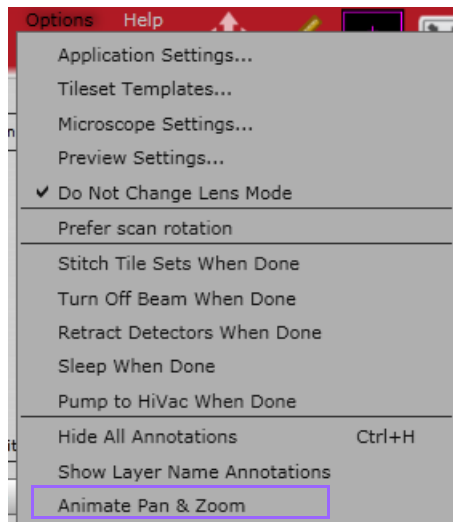 Options Help
Application Settings...
Tileset Templates...
Microscope Settings...
Preview Settings...
Do Not Change Lens Mode
Prefer scan rotation
Stitch Tile Sets When Done
Turn Off Beam When Done
Retract Detectors When Done
Sleep When Done
Pump to HiVac When Done
Hide All Annotations Ctrl+H
Show Layer Name Annotations
Animate Pan & Zoom